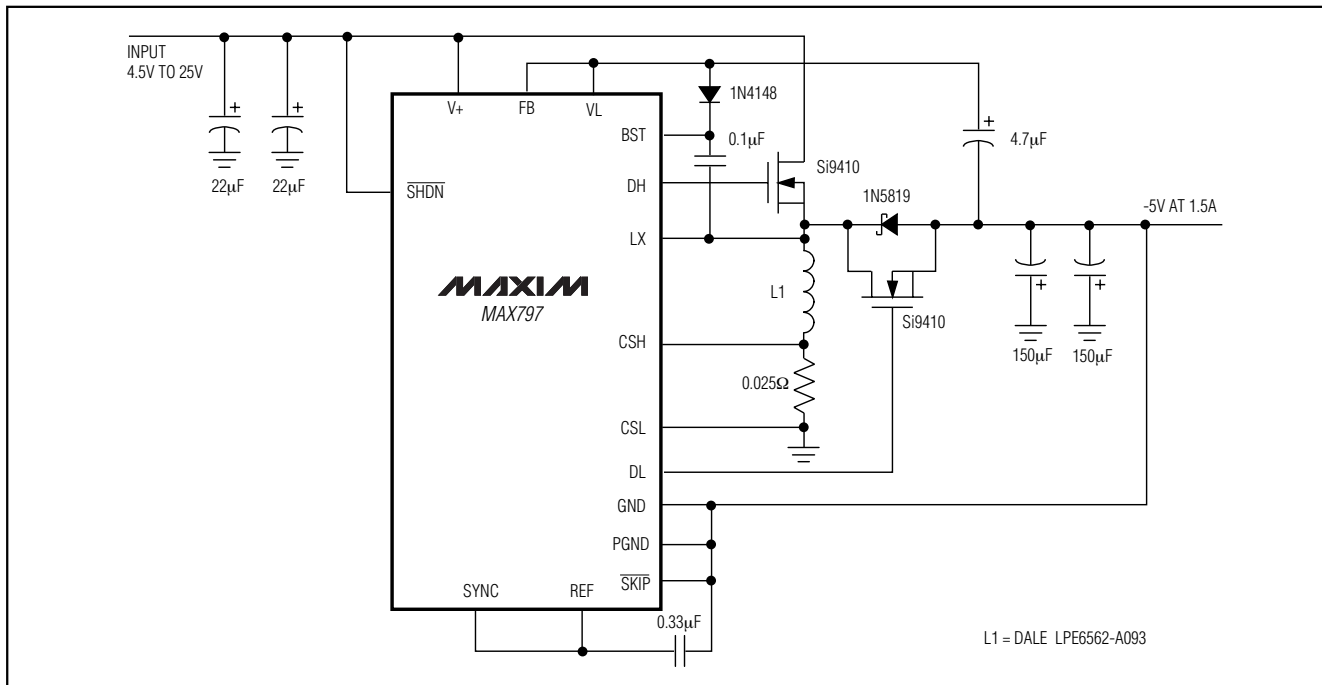 INPUT
4.5V TO 25V
22µF
22µF
V+
FB
VL
1N4148
BST
0.1µF
4.7µF
Si9410
SHDN
DH
1N5819
-5V AT 1.5A
LX
MAXIM
MAX797
L1
Si9410
CSH
150µF
150µF
0.025Ω
CSL
DL
GND
PGND
SYNC
REF
SKIP
0.33µF
L1 = DALE LPE6562-A093